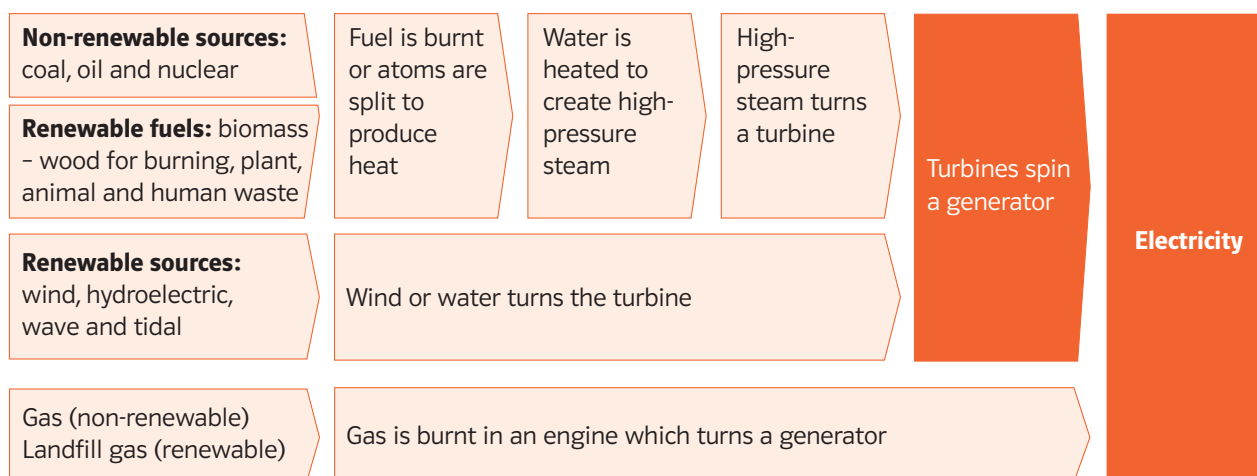 Non-renewable sources:
coal, oil and nuclear
Renewable fuels: biomass
– wood for burning, plant,
animal and human waste
Fuel is burnt
or atoms are
split to
produce
heat
Water is
heated to
create high-
pressure
steam
High-
pressure
steam turns
a turbine
Renewable sources:
wind, hydroelectric,
wave and tidal
Wind or water turns the turbine
Turbines spin
a generator
Gas (non-renewable)
Landfill gas (renewable)
Gas is burnt in an engine which turns a generator
Electricity